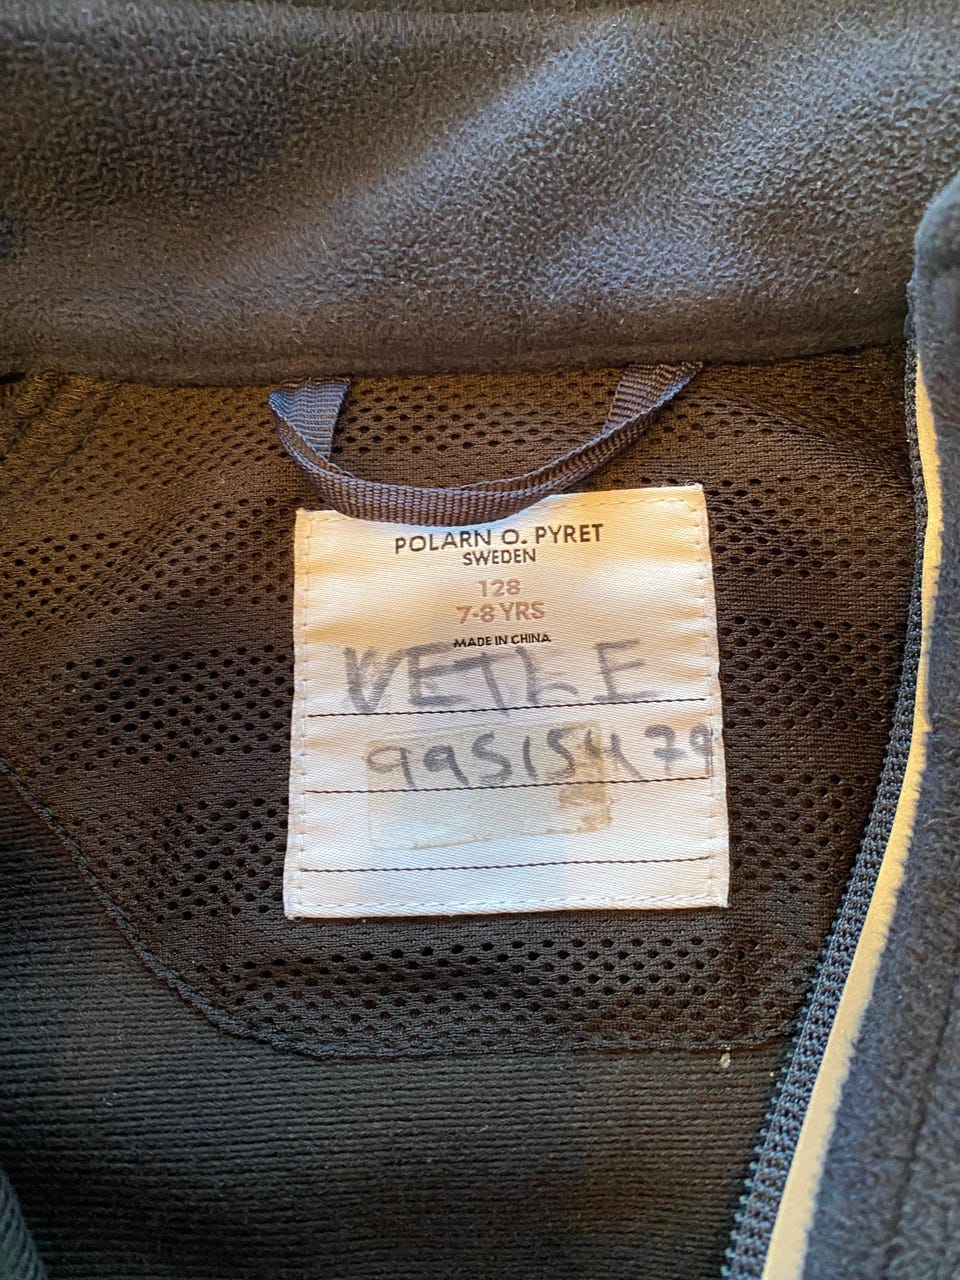 POLARN O. PYRET
SWEDEN
128
7-8 YRS
MADE IN CHINA
VETLE
99515479